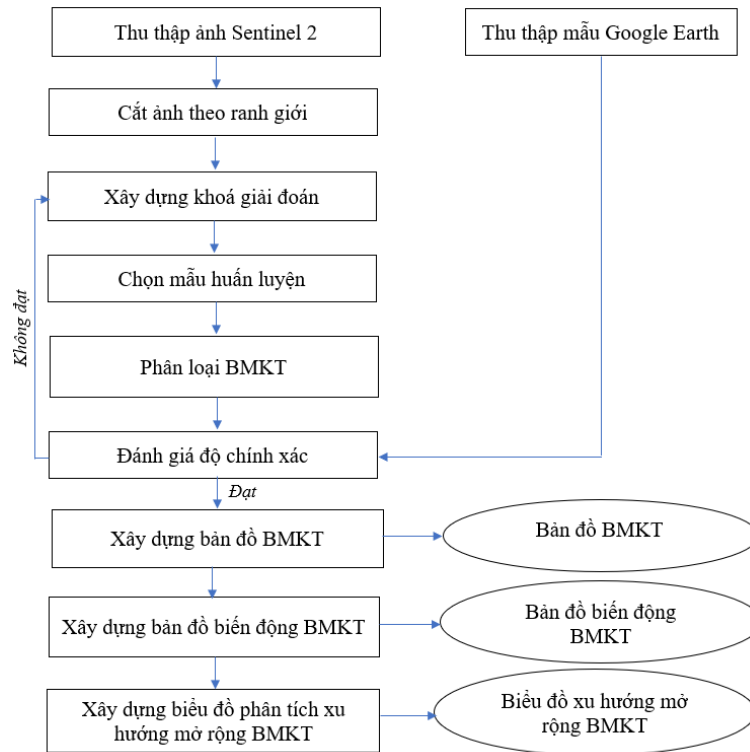 Thu thập ảnh Sentinel 2
Thu thập mẫu Google Earth
Cắt ảnh theo ranh giới
Xây dựng khoá giải đoán
Chọn mẫu huấn luyện
Không đạt
Phân loại BMKT
Đánh giá độ chính xác
Đạt
Xây dựng bản đồ BMKT
Bản đồ BMKT
Xây dựng bản đồ biến động BMKT
Bản đồ biến động
BMKT
Xây dựng biểu đồ phân tích xu
hướng mở rộng BMKT
Biểu đồ xu hướng mở
rộng BMKT